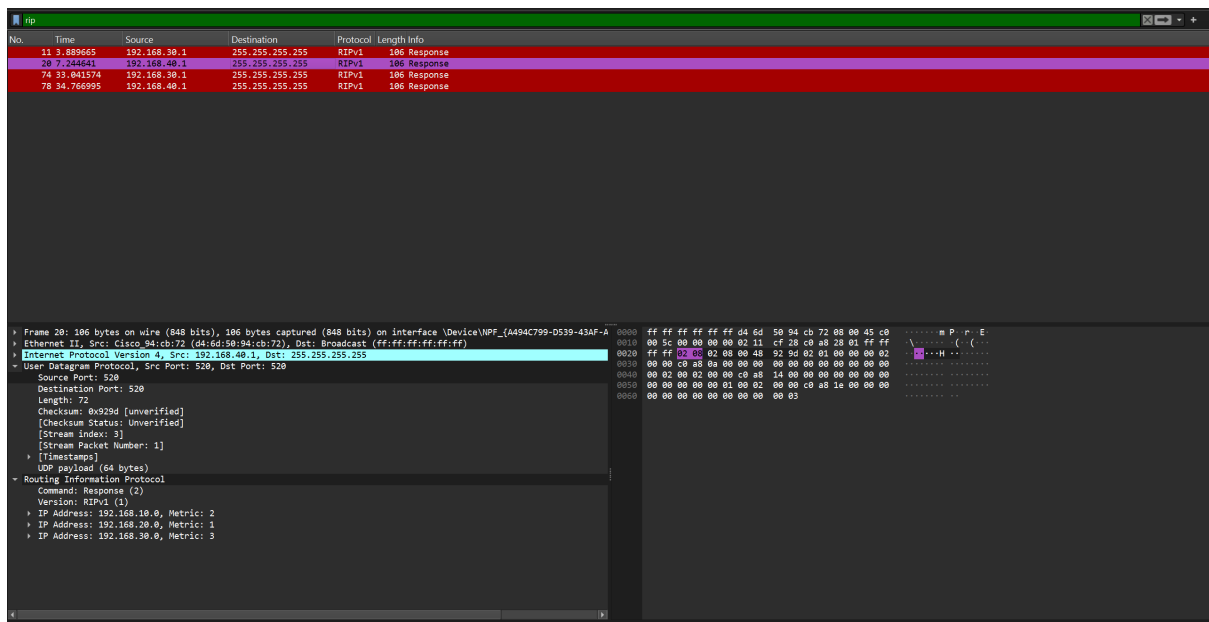 rip
No. Time Source Destination Protocol Length Info
11 3.889665 192.168.30.1 255.255.255.255 RIPv1 106 Response
20 7.244641 192.168.40.1 255.255.255.255 RIPv1 106 Response
74 33.041574 192.168.30.1 255.255.255.255 RIPv1 106 Response
78 34.766995 192.168.40.1 255.255.255.255 RIPv1 106 Response
Frame 20: 106 bytes on wire (848 bits), 106 bytes captured (848 bits) on interface \Device\NPF_{A494C799-D539-43AF-A
Ethernet II, Src: Cisco_94:cb:72 (d4:6d:50:94:cb:72), Dst: Broadcast (ff:ff:ff:ff:ff:ff)
Internet Protocol Version 4, Src: 192.168.40.1, Dst: 255.255.255.255
User Datagram Protocol, Src Port: 520, Dst Port: 520
Source Port: 520
Destination Port: 520
Length: 72
Checksum: 0x929d [unverified]
[Checksum Status: Unverified]
[Stream index: 3]
[Stream Packet Number: 1]
[Timestamps]
UDP payload (64 bytes)
Routing Information Protocol
Command: Response (2)
Version: RIPv1 (1)
IP Address: 192.168.10.0, Metric: 2
IP Address: 192.168.20.0, Metric: 1
IP Address: 192.168.30.0, Metric: 3
0000 ff ff ff ff ff ff d4 6d 50 94 cb 72 08 00 45 c0 ·······m P··r··E·
0010 00 5c 00 00 00 00 02 11 cf 28 c0 a8 28 01 ff ff ·\······ ·(··(···
0020 ff ff 02 08 02 08 00 48 92 9d 02 01 00 00 00 02 ·······H ········
0030 00 00 c0 a8 0a 00 00 00 00 00 00 00 00 00 00 00 ········ ········
0040 00 02 00 02 00 00 c0 a8 14 00 00 00 00 00 00 00 ········ ········
0050 00 00 00 00 00 01 00 02 00 00 c0 a8 1e 00 00 00 ········ ········
0060 00 00 00 00 00 00 00 00 00 03 ········ ··